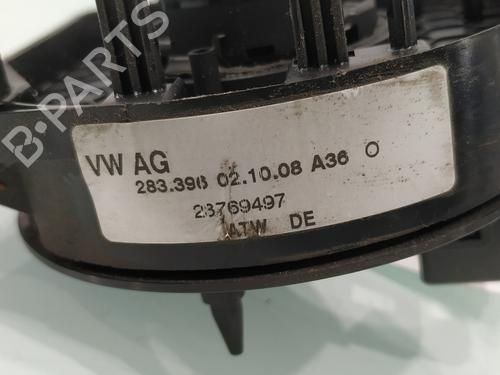 B-PARTS
VW AG
283.396 02.10.08 A36 O
23769497
ATW DE